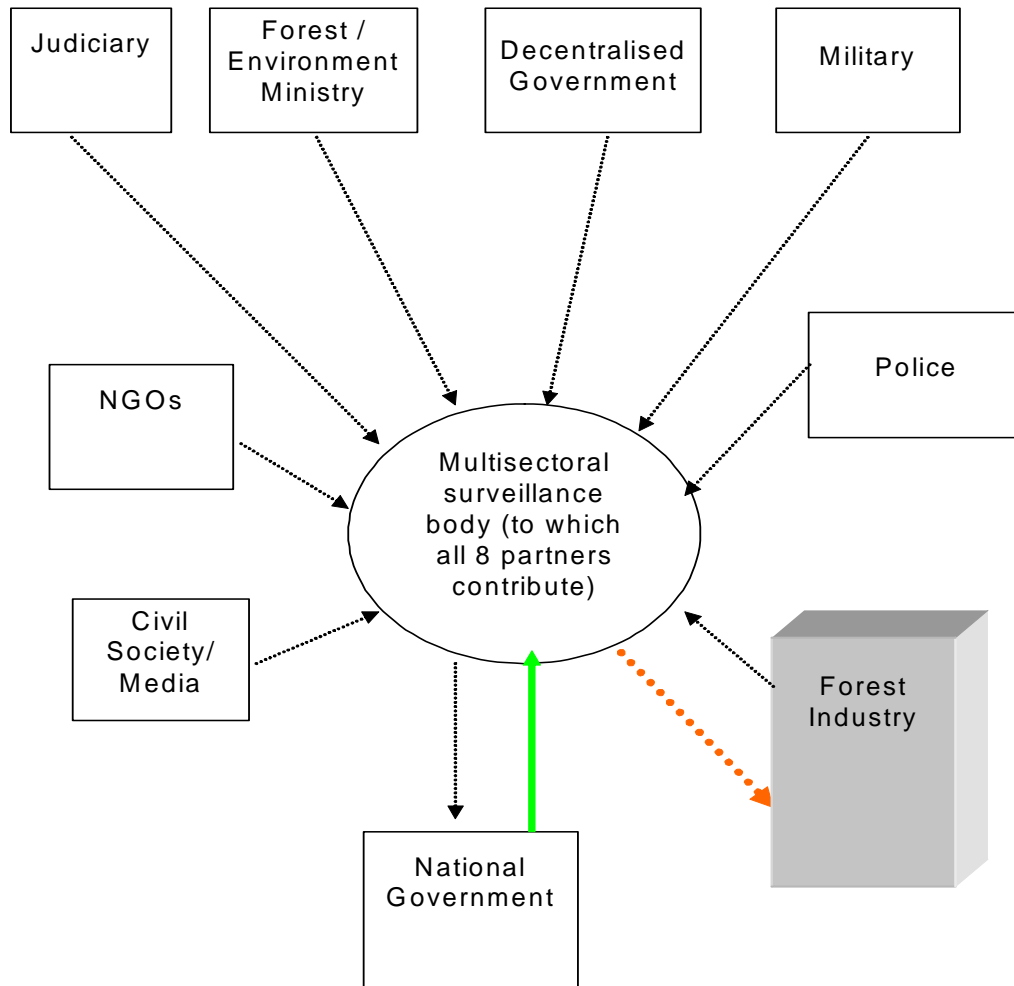 Judiciary
Forest /
Environment
Ministry
Decentralised
Government
Military
NGOs
Police
Multisectoral
surveillance
body (to which
all 8 partners
contribute)
Civil
Society/
Media
Forest
Industry
National
Government